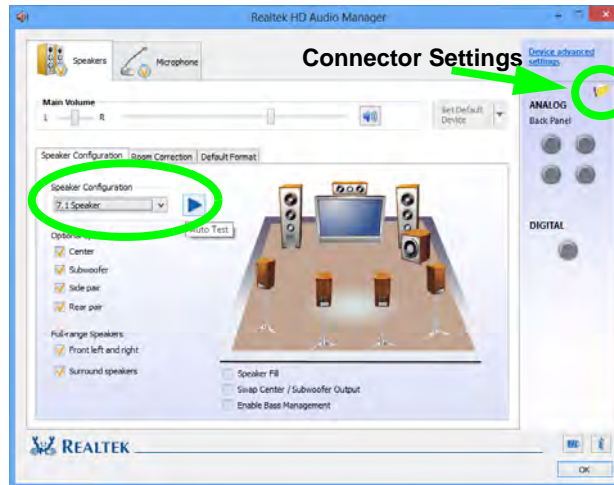 Realtek HD Audio Manager
Speakers
Microphone
Connector Settings
Device advanced
settings
Main Volume
L
R
Set Default
Device
ANALOG
Back Panel
Speaker Configuration
Room Correction
Default Format
Speaker Configuration
7.1 Speaker
Auto Test
Center
Subwoofer
Side pair
Rear pair
DIGITAL
Full-range Speakers
Front left and right
Surround speakers
Speaker Fill
Swap Center / Subwoofer Output
Enable Bass Management
REALTEK
OK